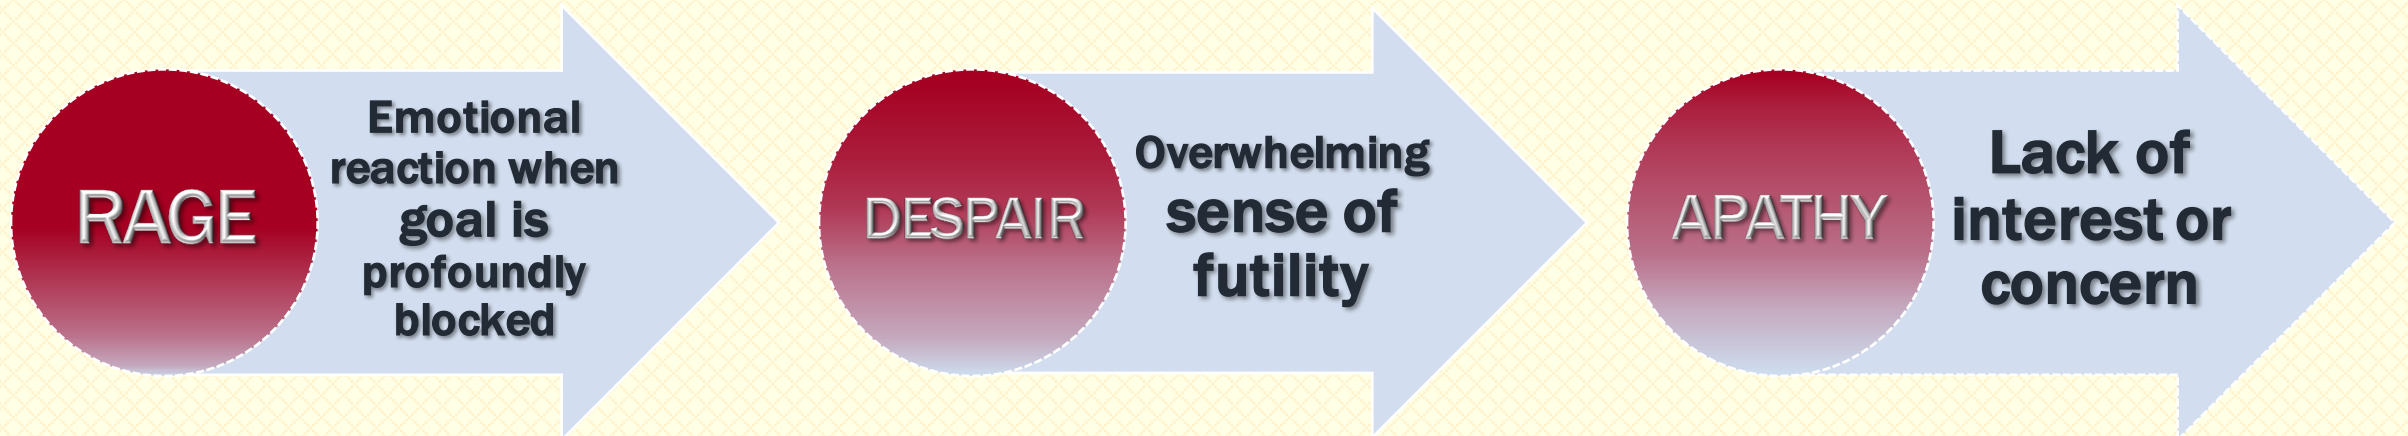 RAGE
Emotional
reaction when
goal is
profoundly
blocked
DESPAIR
Overwhelming
sense of
futility
APATHY
Lack of
interest or
concern